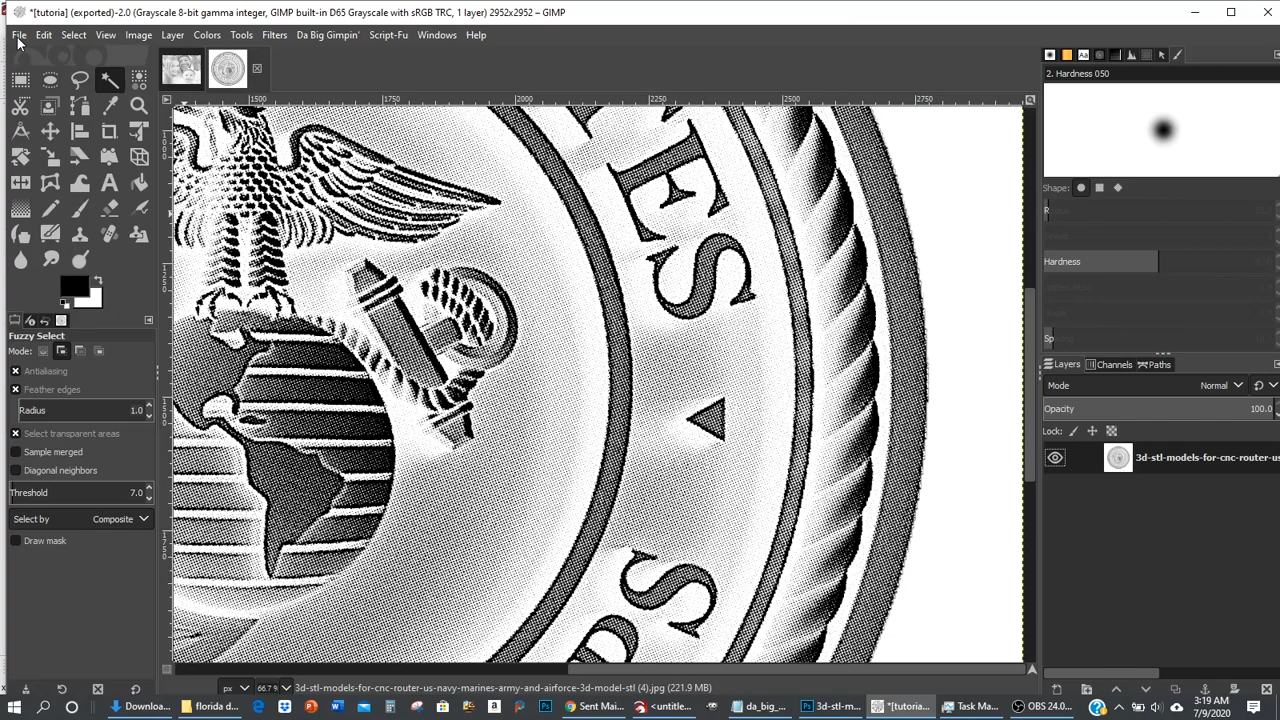 *[tutoria] (exported)-2.0 (Grayscale 8-bit gamma integer, GIMP built-in D65 Grayscale with sRGB TRC, 1 layer) 2952x2952 – GIMP
File Edit Select View Image Layer Colors Tools Filters Da Big Gimpin' Script-Fu Windows Help
2. Hardness 050
1500 1750 2000 2250 2500 2750
ES
Shape:
Hardness
Fuzzy Select
Mode:
Antialiasing
Feather edges
Radius 1.0
Select transparent areas
Sample merged
Diagonal neighbors
Threshold 7.0
Select by Composite
Draw mask
Layers Channels Paths
Mode Normal
Opacity 100.0
Lock:
3d-stl-models-for-cnc-router-us
px 66.7 3d-stl-models-for-cnc-router-us-navy-marines-army-and-airforce-3d-model-stl (4).jpg (221.9 MB)
Downloa... florida d... Sent Mai... <untitle... da_big_... 3d-stl-m... *[tutoria... Task Ma... OBS 24.0... 3:19 AM
7/9/2020